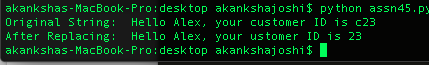 akankshas-MacBook-Pro:desktop akankshajoshi$ python assn45.py
Original String:  Hello Alex, your customer ID is c23
After Replacing:  Hello Alex, your ustomer ID is 23
akankshas-MacBook-Pro:desktop akankshajoshi$